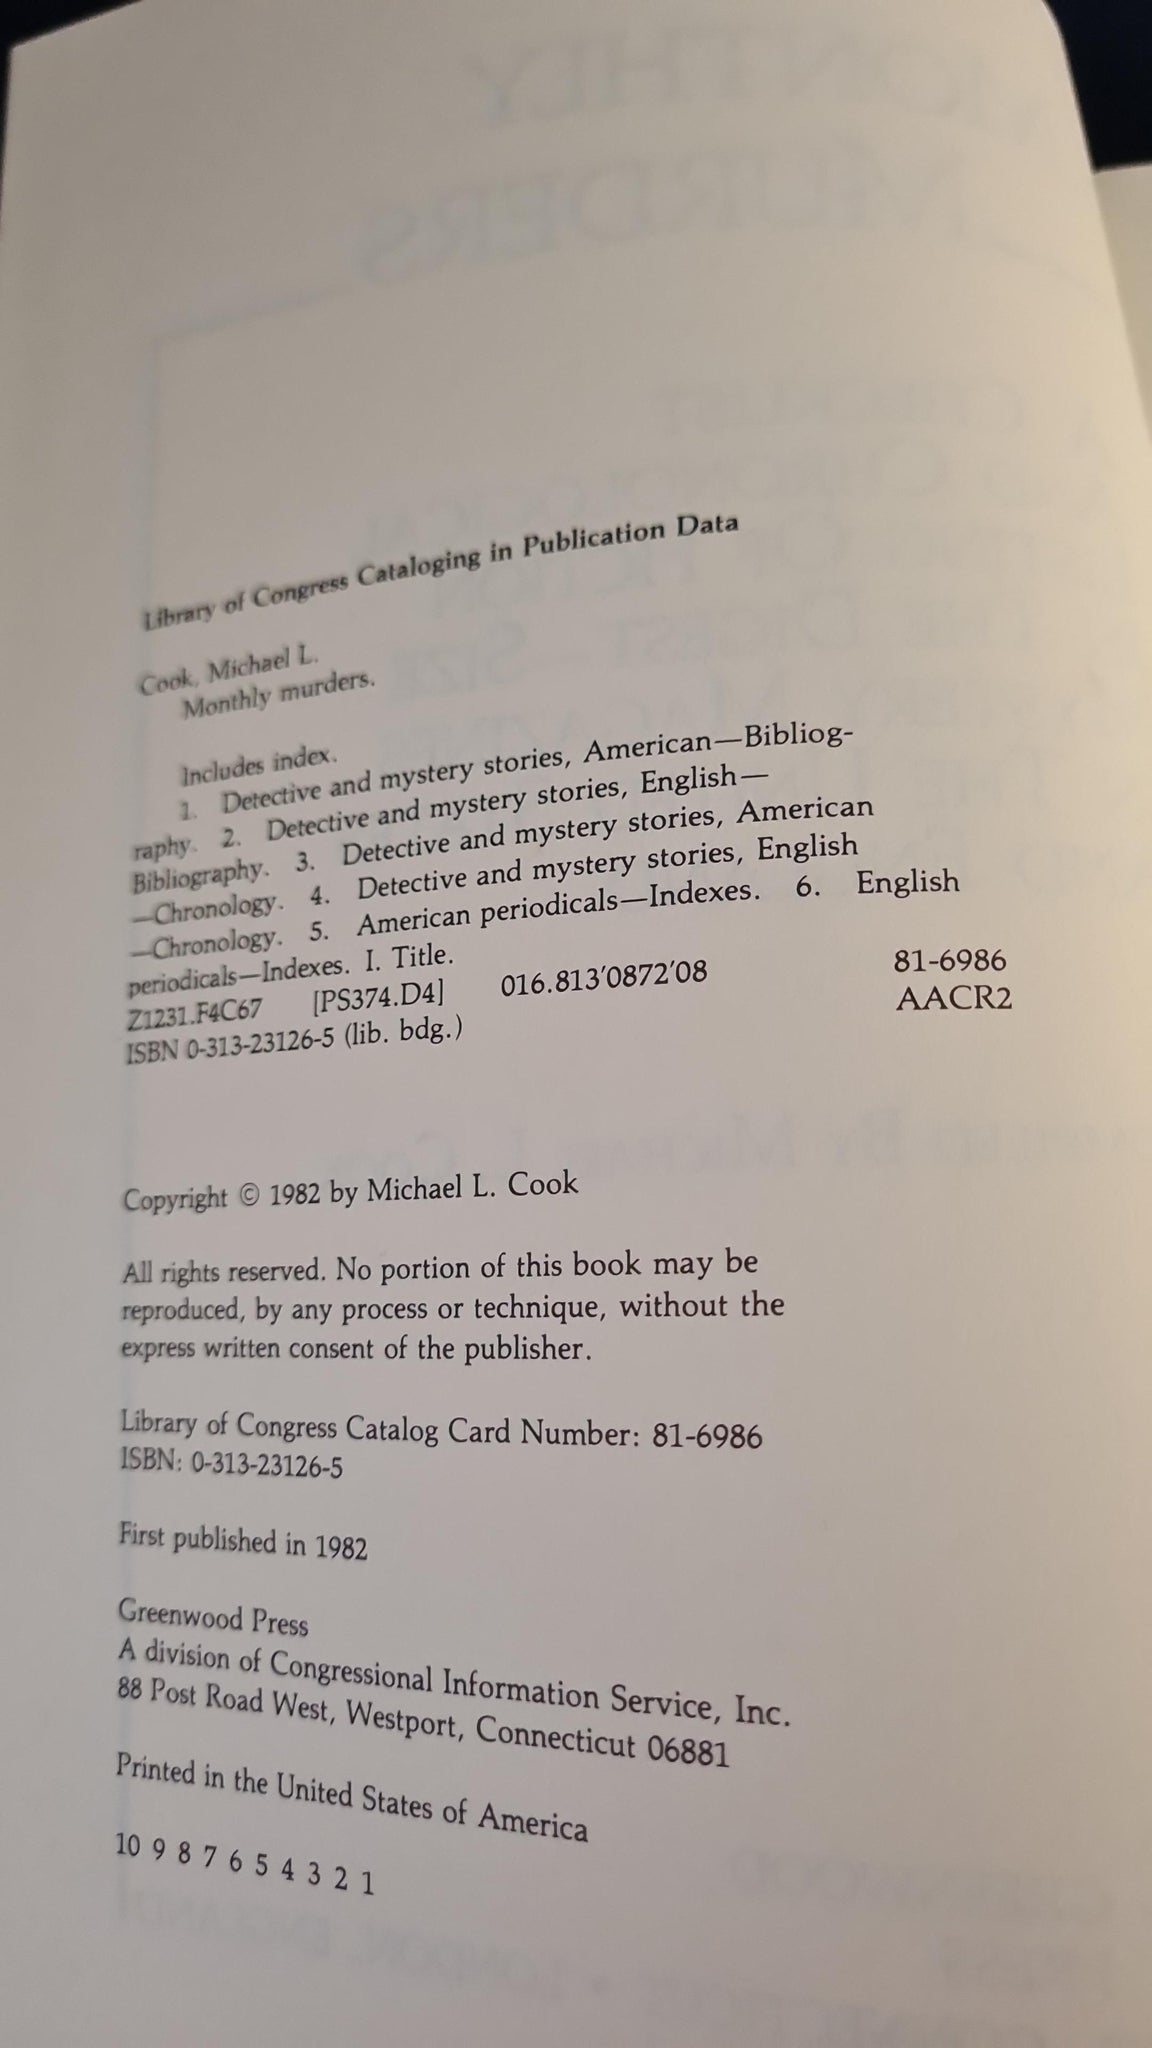 Library of Congress Cataloging in Publication Data
Cook, Michael L.
Monthly murders.
Includes index.
1. Detective and mystery stories, American—Bibliog-
raphy. 2. Detective and mystery stories, English—
Bibliography. 3. Detective and mystery stories, American
—Chronology. 4. Detective and mystery stories, English
—Chronology. 5. American periodicals—Indexes. 6. English
periodicals—Indexes. I. Title.
Z1231.F4C67 [PS374.D4] 016.813′0872′08 81-6986
ISBN 0-313-23126-5 (lib. bdg.) AACR2
Copyright © 1982 by Michael L. Cook
All rights reserved. No portion of this book may be
reproduced, by any process or technique, without the
express written consent of the publisher.
Library of Congress Catalog Card Number: 81-6986
ISBN: 0-313-23126-5
First published in 1982
Greenwood Press
A division of Congressional Information Service, Inc.
88 Post Road West, Westport, Connecticut 06881
Printed in the United States of America
10 9 8 7 6 5 4 3 2 1